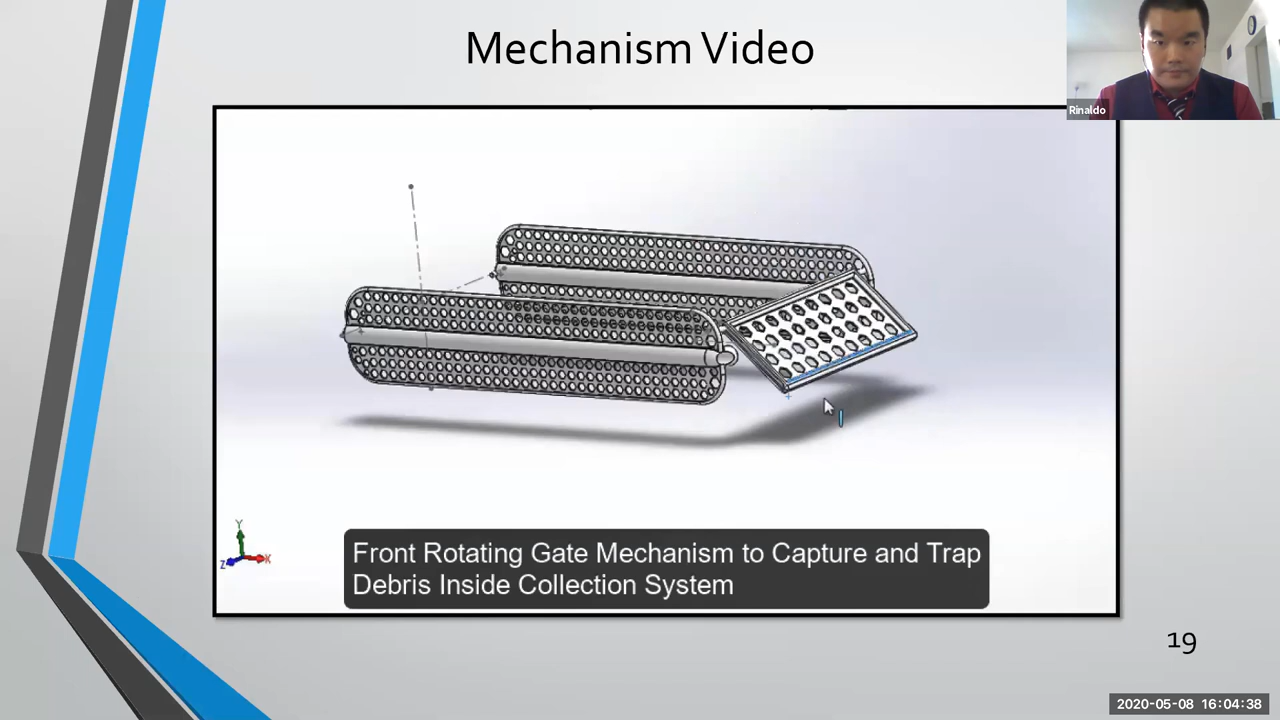 Mechanism Video
Rinaldo
Y
Z
X
Front Rotating Gate Mechanism to Capture and Trap
Debris Inside Collection System
19
2020-05-08 16:04:38